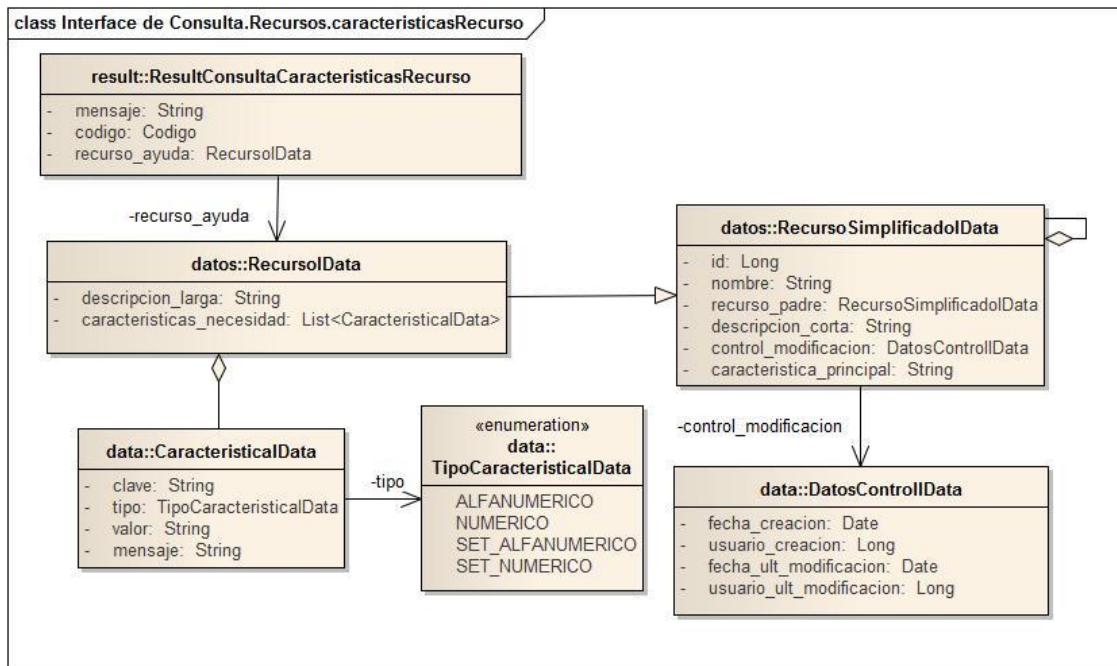 class Interface de Consulta.Recursos.caracteristicasRecurso
result::ResultConsultaCaracteristicasRecurso
- mensaje: String
- codigo: Codigo
- recurso_ayuda: RecursoIData
-recurso_ayuda
datos::RecursoIData
- descripcion_larga: String
- caracteristicas_necesidad: List<CaracteristicaIData>
datos::RecursoSimplificadoIData
- id: Long
- nombre: String
- recurso_padre: RecursoSimplificadoIData
- descripcion_corta: String
- control_modificacion: DatosControlIData
- caracteristica_principal: String
-control_modificacion
data::CaracteristicaIData
- clave: String
- tipo: TipoCaracteristicaIData
- valor: String
- mensaje: String
-tipo
«enumeration»
data::
TipoCaracteristicaIData
ALFANUMERICO
NUMERICO
SET_ALFANUMERICO
SET_NUMERICO
data::DatosControlIData
- fecha_creacion: Date
- usuario_creacion: Long
- fecha_ult_modificacion: Date
- usuario_ult_modificacion: Long